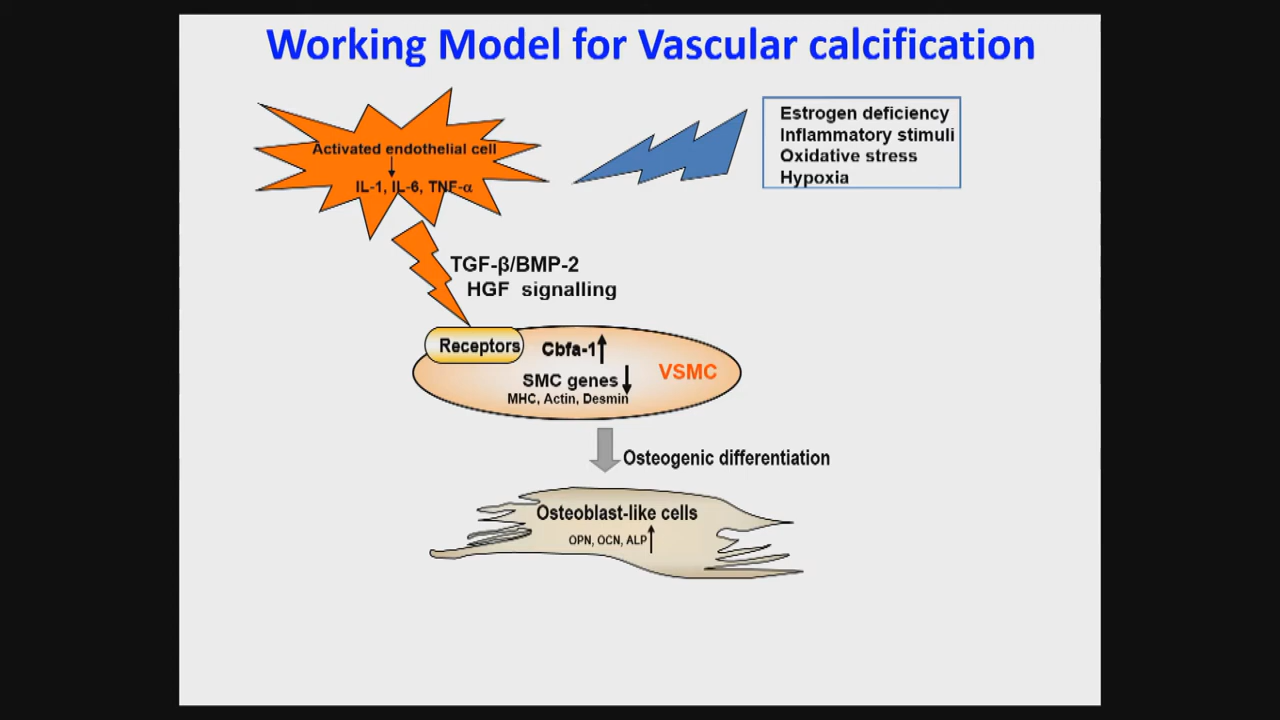 Working Model for Vascular calcification
Activated endothelial cell
IL-1, IL-6, TNF-α
Estrogen deficiency
Inflammatory stimuli
Oxidative stress
Hypoxia
TGF-β/BMP-2
HGF signalling
Receptors
Cbfa-1
SMC genes
MHC, Actin, Desmin
VSMC
Osteogenic differentiation
Osteoblast-like cells
OPN, OCN, ALP